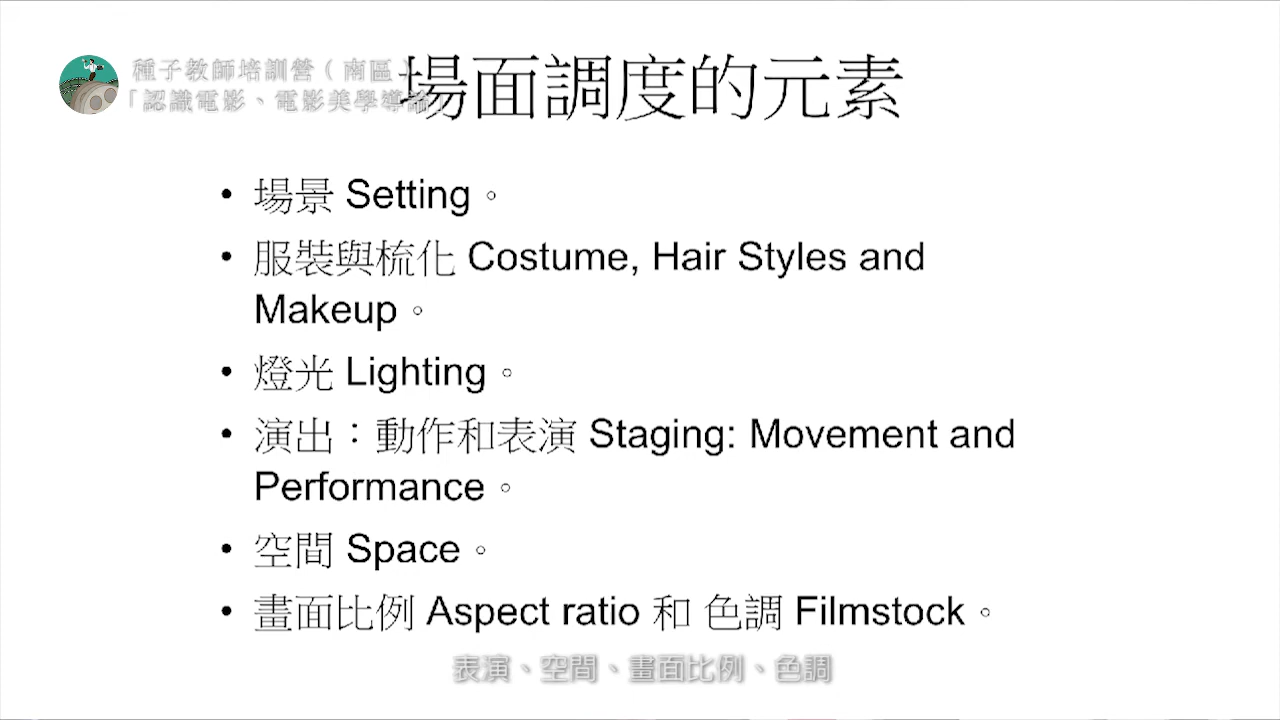 種子教師培訓營（南區）
「認識電影、電影美學導論」
場面調度的元素
• 場景 Setting。
• 服裝與梳化 Costume, Hair Styles and
Makeup。
• 燈光 Lighting。
• 演出：動作和表演 Staging: Movement and
Performance。
• 空間 Space。
• 畫面比例 Aspect ratio 和 色調 Filmstock。
表演、空間、畫面比例、色調